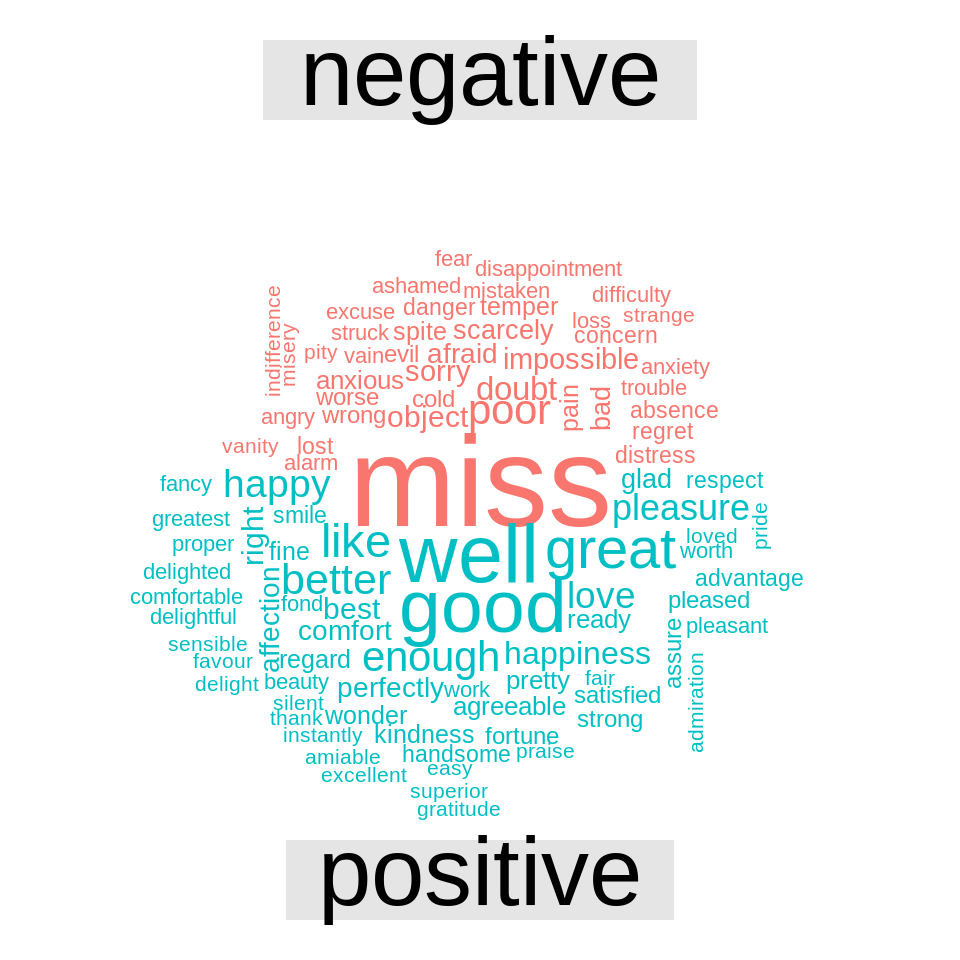 negative
fear
disappointment
ashamed
mistaken
difficulty
indifference
misery
excuse
danger
temper
loss
strange
struck
spite
scarcely
concern
pity
vain
evil
afraid
impossible
anxiety
anxious
sorry
doubt
trouble
worse
cold
pain
bad
angry
wrong
object
poor
absence
regret
vanity
lost
alarm
miss
distress
fancy
happy
glad
respect
greatest
right
smile
pleasure
pride
proper
fine
like
well
great
loved
worth
delighted
better
advantage
comfortable
affection
fond
best
good
love
pleased
delightful
comfort
ready
assure
pleasant
sensible
favour
regard
enough
happiness
admiration
delight
beauty
perfectly
work
pretty
fair
satisfied
silent
thank
wonder
agreeable
strong
instantly
kindness
fortune
amiable
handsome
praise
excellent
easy
superior
gratitude
positive